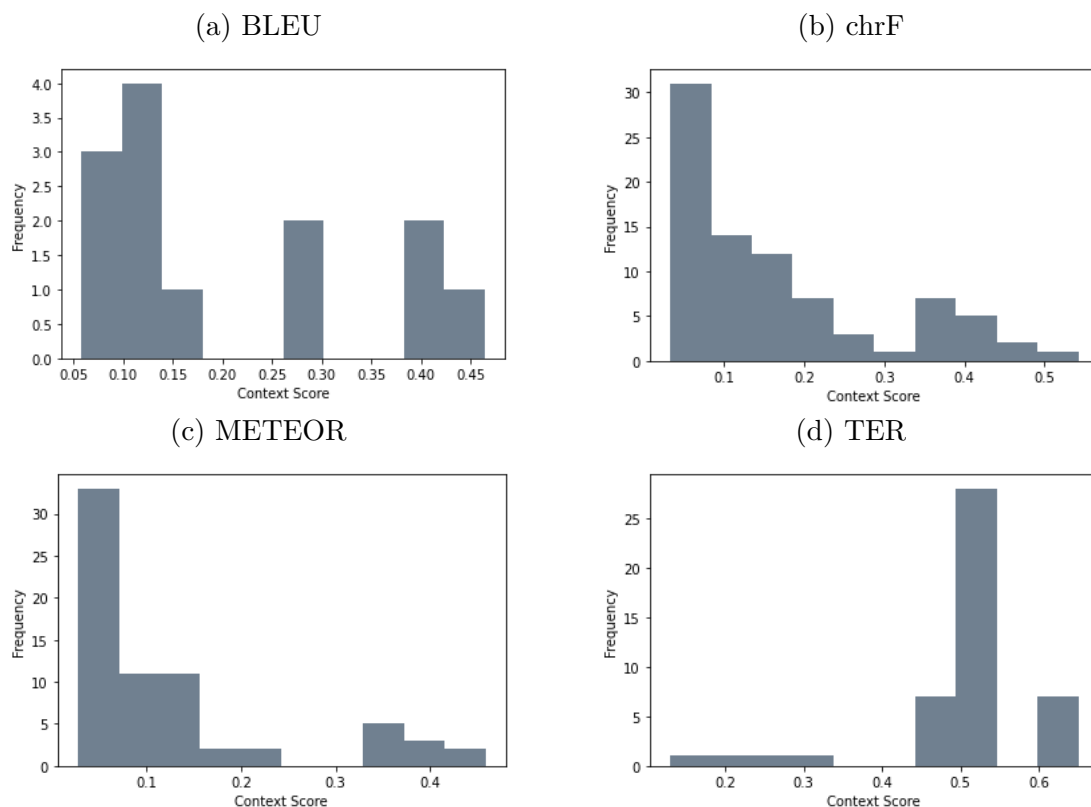 (a) BLEU
4.0
3.5
3.0
2.5
2.0
1.5
1.0
0.5
0.0
Frequency
0.05 0.10 0.15 0.20 0.25 0.30 0.35 0.40 0.45
Context Score
(b) chrF
30
25
20
15
10
5
0
Frequency
0.1 0.2 0.3 0.4 0.5
Context Score
(c) METEOR
30
25
20
15
10
5
0
Frequency
0.1 0.2 0.3 0.4
Context Score
(d) TER
25
20
15
10
5
0
Frequency
0.2 0.3 0.4 0.5 0.6
Context Score